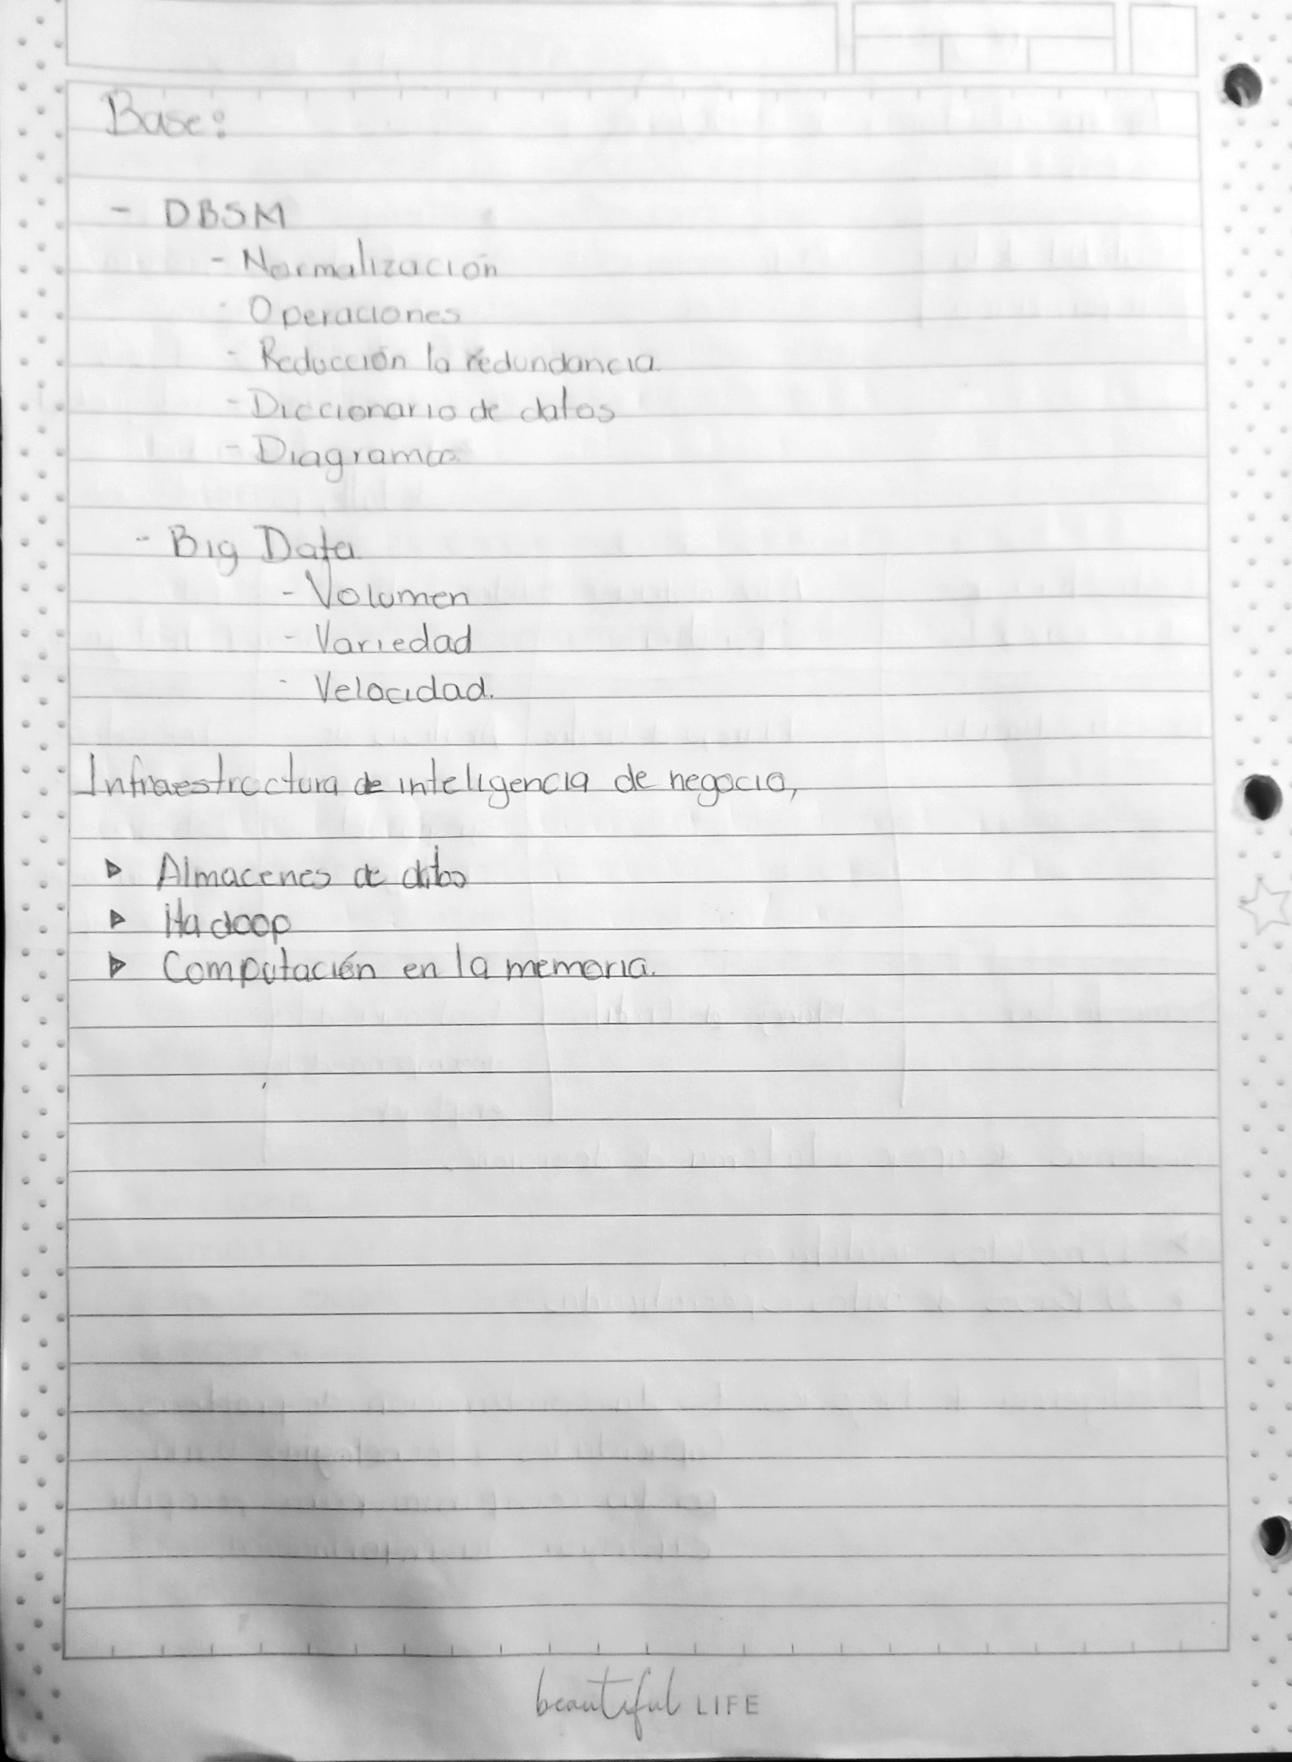 Base:
- DBSM
- Normalización
- Operaciones
- Reducción la redundancia
- Diccionario de datos
- Diagramas
- Big Data
- Volumen
- Variedad
- Velocidad.
Infraestructura de inteligencia de negocio,
▷ Almacenes de datos
▷ Hadoop
▷ Computación en la memoria.
beautiful LIFE